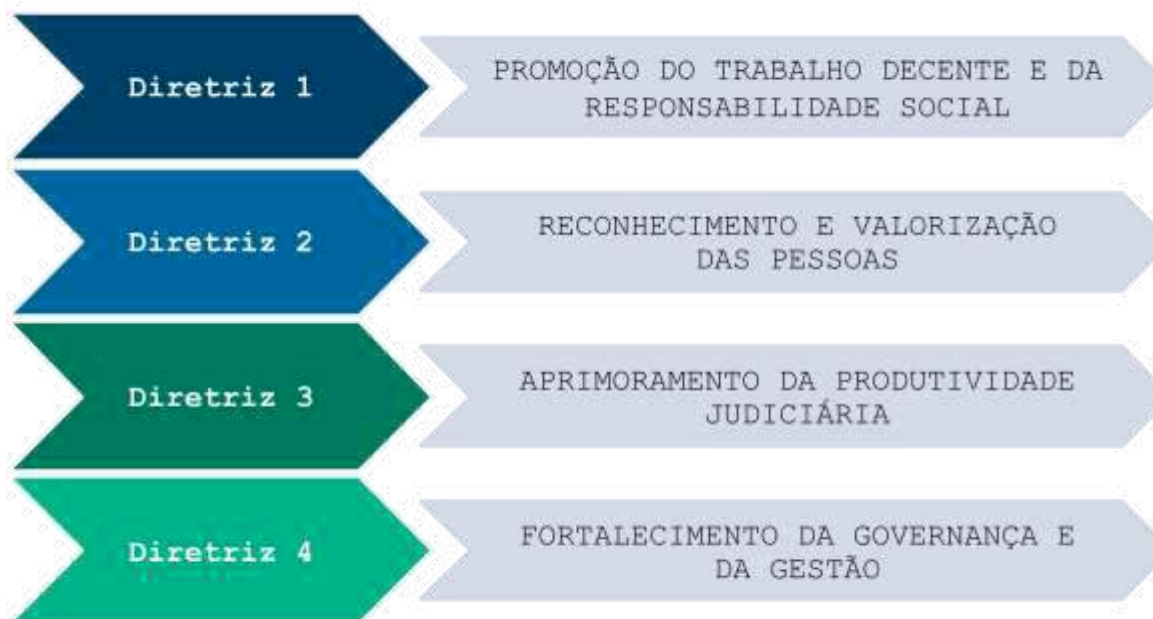 Diretriz 1
PROMOÇÃO DO TRABALHO DECENTE E DA
RESPONSABILIDADE SOCIAL
Diretriz 2
RECONHECIMENTO E VALORIZAÇÃO
DAS PESSOAS
Diretriz 3
APRIMORAMENTO DA PRODUTIVIDADE
JUDICIÁRIA
Diretriz 4
FORTALECIMENTO DA GOVERNANÇA E
DA GESTÃO